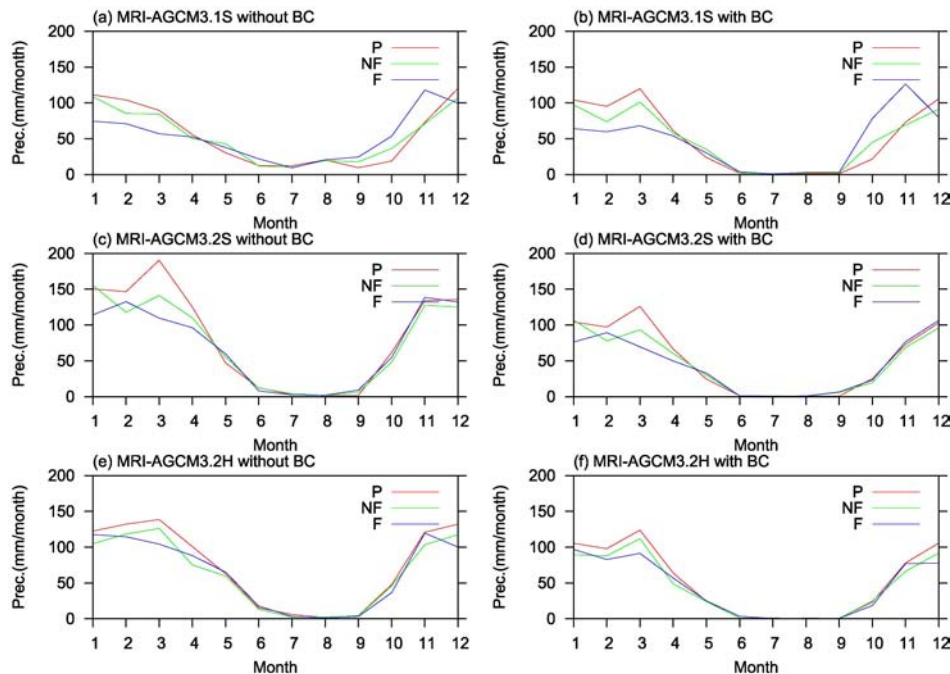 (a) MRI-AGCM3.1S without BC
200
150
100
50
0
Prec.(mm/month)
P
NF
F
1 2 3 4 5 6 7 8 9 10 11 12
Month
(b) MRI-AGCM3.1S with BC
200
150
100
50
0
Prec.(mm/month)
P
NF
F
1 2 3 4 5 6 7 8 9 10 11 12
Month
(c) MRI-AGCM3.2S without BC
200
150
100
50
0
Prec.(mm/month)
P
NF
F
1 2 3 4 5 6 7 8 9 10 11 12
Month
(d) MRI-AGCM3.2S with BC
200
150
100
50
0
Prec.(mm/month)
P
NF
F
1 2 3 4 5 6 7 8 9 10 11 12
Month
(e) MRI-AGCM3.2H without BC
200
150
100
50
0
Prec.(mm/month)
P
NF
F
1 2 3 4 5 6 7 8 9 10 11 12
Month
(f) MRI-AGCM3.2H with BC
200
150
100
50
0
Prec.(mm/month)
P
NF
F
1 2 3 4 5 6 7 8 9 10 11 12
Month